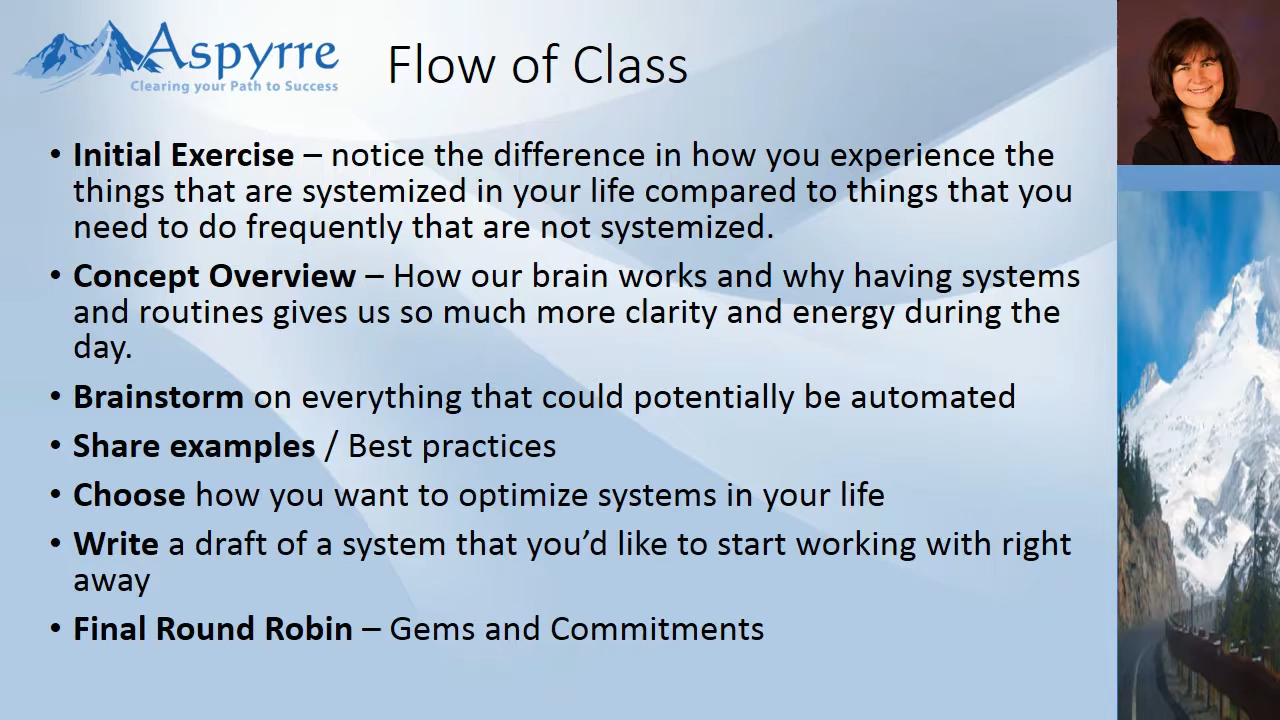 Aspyrre
Clearing your Path to Success
Flow of Class
• Initial Exercise – notice the difference in how you experience the
things that are systemized in your life compared to things that you
need to do frequently that are not systemized.
• Concept Overview – How our brain works and why having systems
and routines gives us so much more clarity and energy during the
day.
• Brainstorm on everything that could potentially be automated
• Share examples / Best practices
• Choose how you want to optimize systems in your life
• Write a draft of a system that you’d like to start working with right
away
• Final Round Robin – Gems and Commitments